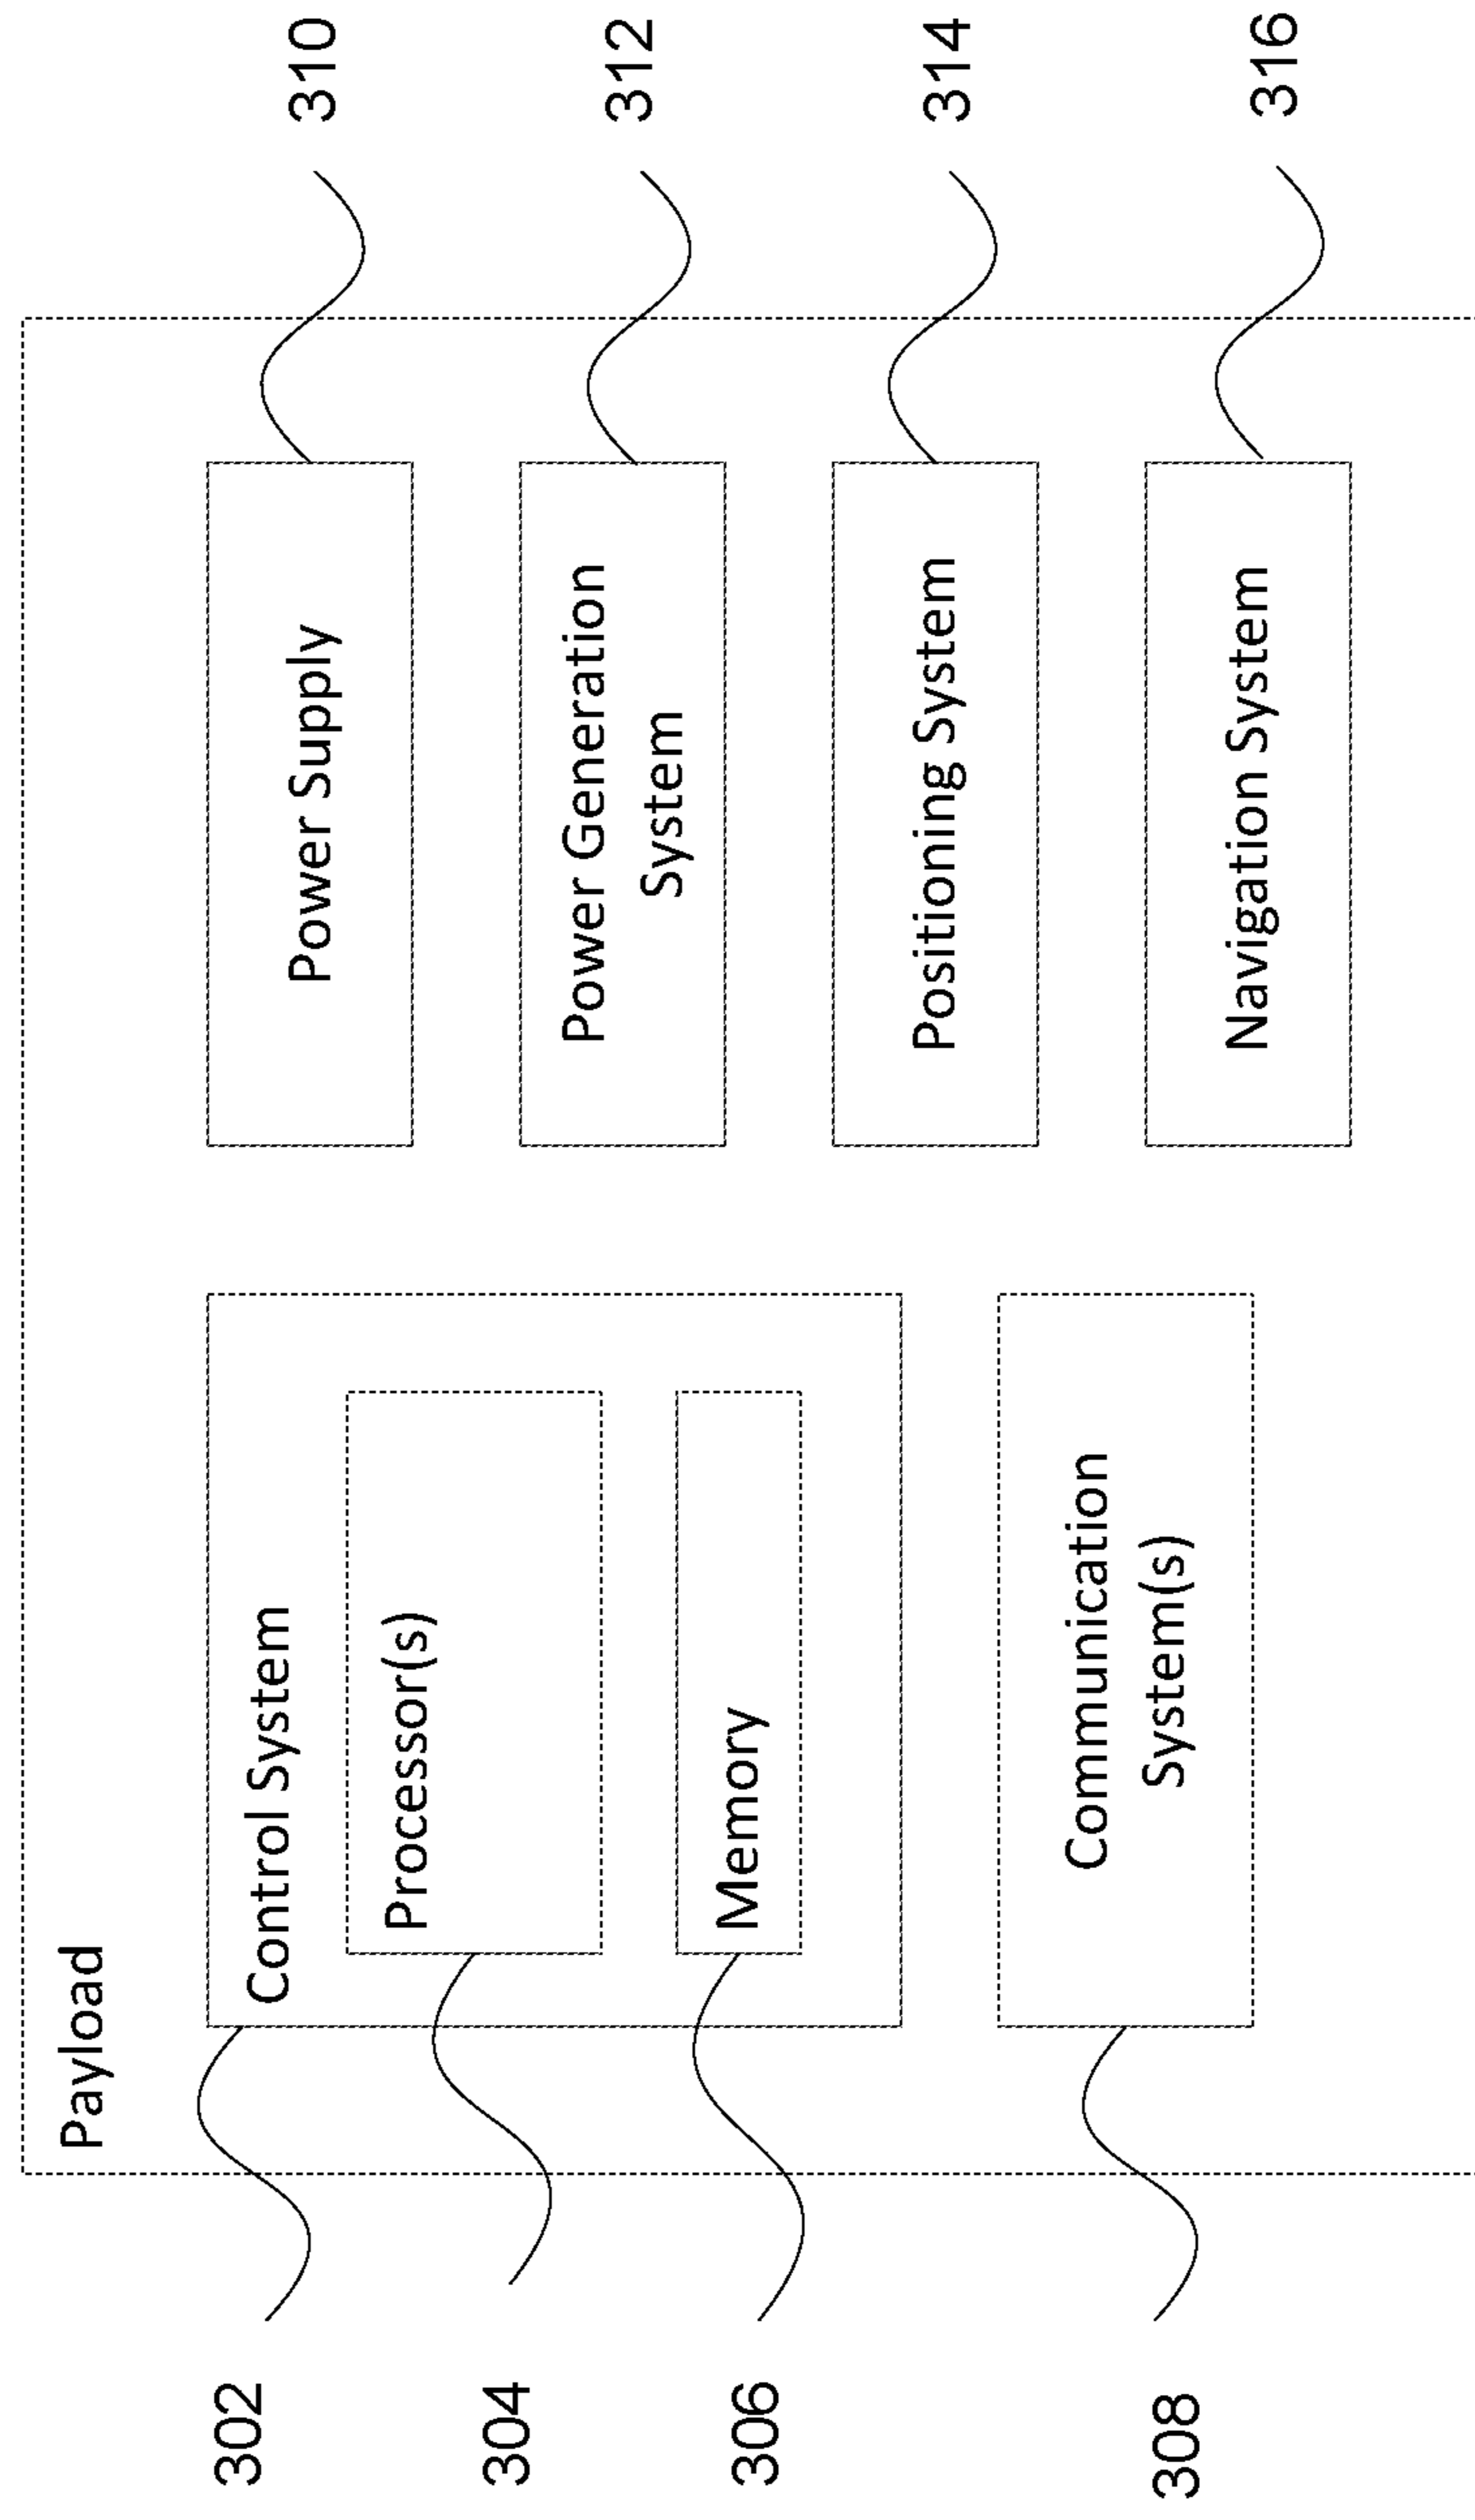 Payload
302
Control System
304
Processor(s)
306
Memory
308
Communication
System(s)
Power Supply
310
Power Generation
System
312
Positioning System
314
Navigation System
316